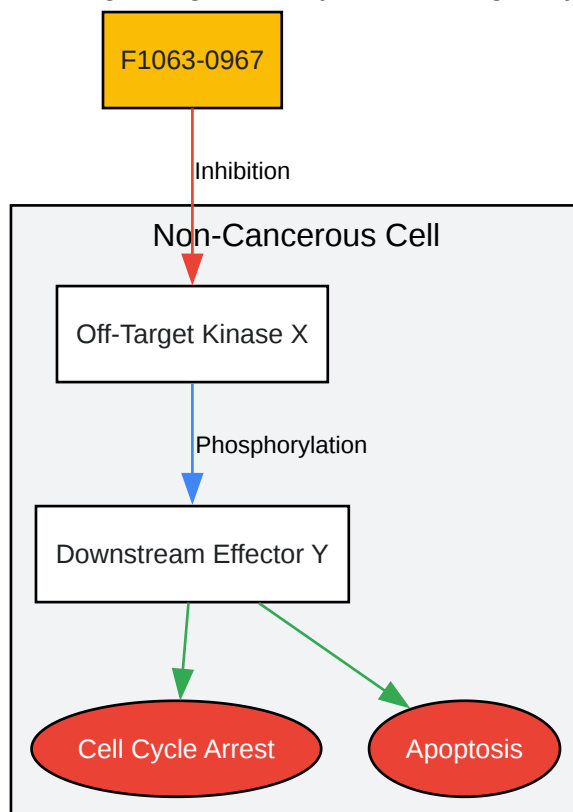 F1063-0967
Inhibition
Non-Cancerous Cell
Off-Target Kinase X
Phosphorylation
Downstream Effector Y
Cell Cycle Arrest
Apoptosis